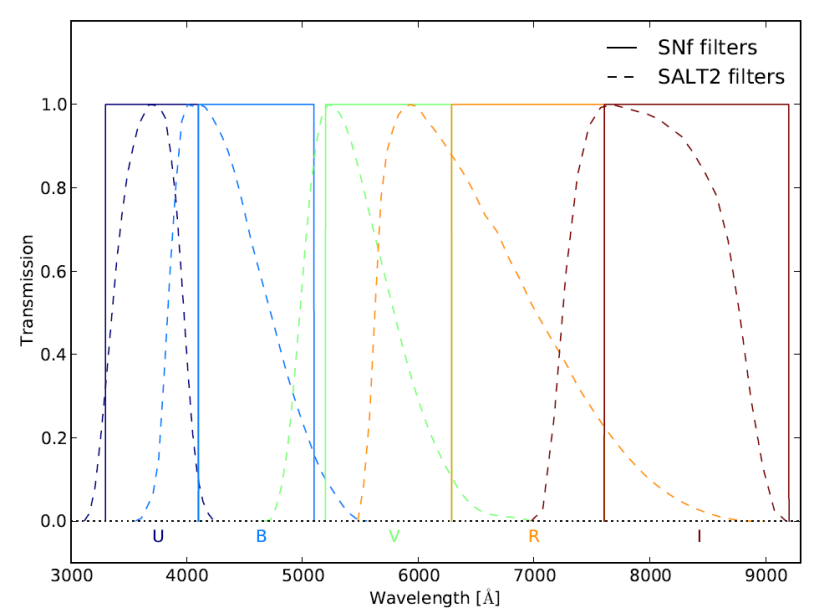 SNf filters
SALT2 filters
1.0
0.8
0.6
0.4
0.2
0.0
Transmission
U B V R I
3000 4000 5000 6000 7000 8000 9000
Wavelength [Å]